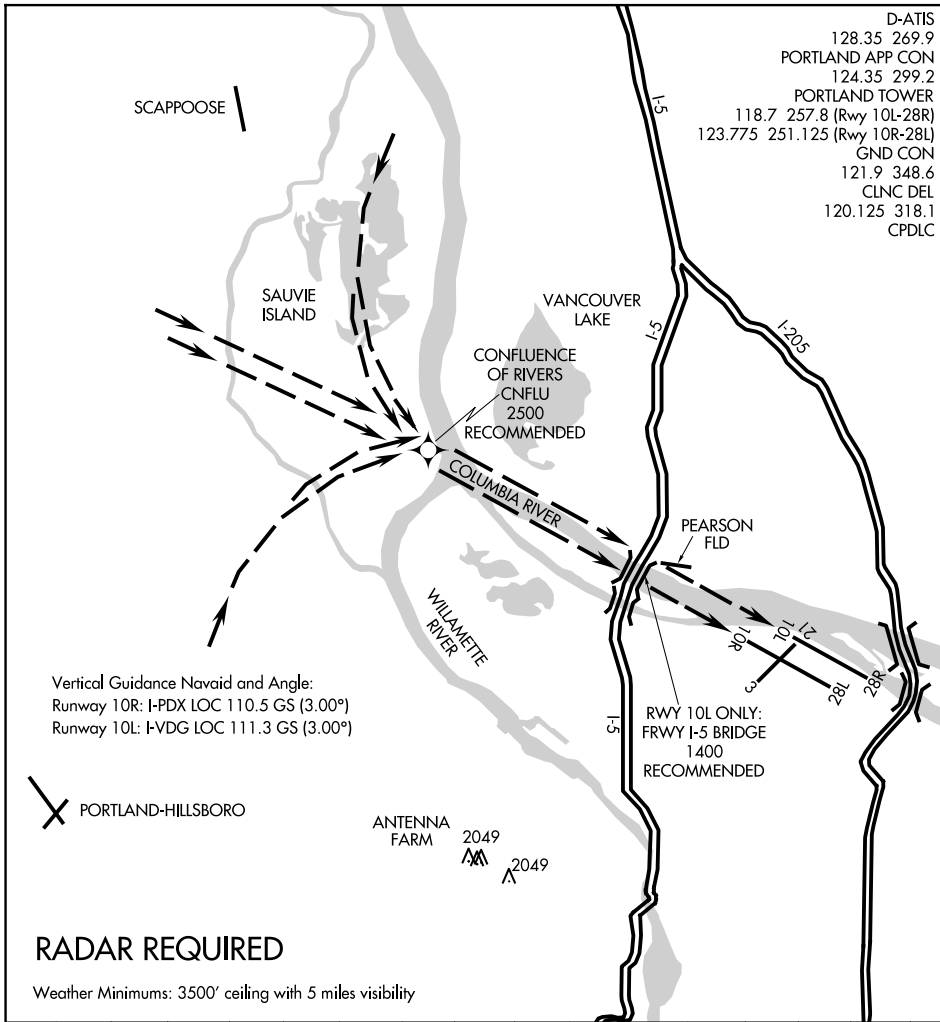 D-ATIS
128.35 269.9
PORTLAND APP CON
124.35 299.2
PORTLAND TOWER
118.7 257.8 (Rwy 10L-28R)
123.775 251.125 (Rwy 10R-28L)
GND CON
121.9 348.6
CLNC DEL
120.125 318.1
CPDLC
I-5
SCAPPOOSE
SAUVIE
ISLAND
VANCOUVER
LAKE
I-5
I-205
CONFLUENCE
OF RIVERS
CNFLU
2500
RECOMMENDED
COLUMBIA RIVER
PEARSON
FLD
WILLAMETTE
RIVER
10R
10L
21
3
28L
28R
Vertical Guidance Navaid and Angle:
Runway 10R: I-PDX LOC 110.5 GS (3.00°)
Runway 10L: I-VDG LOC 111.3 GS (3.00°)
I-5
RWY 10L ONLY:
FRWY I-5 BRIDGE
1400
RECOMMENDED
PORTLAND-HILLSBORO
ANTENNA
FARM
2049
2049
RADAR REQUIRED
Weather Minimums: 3500' ceiling with 5 miles visibility